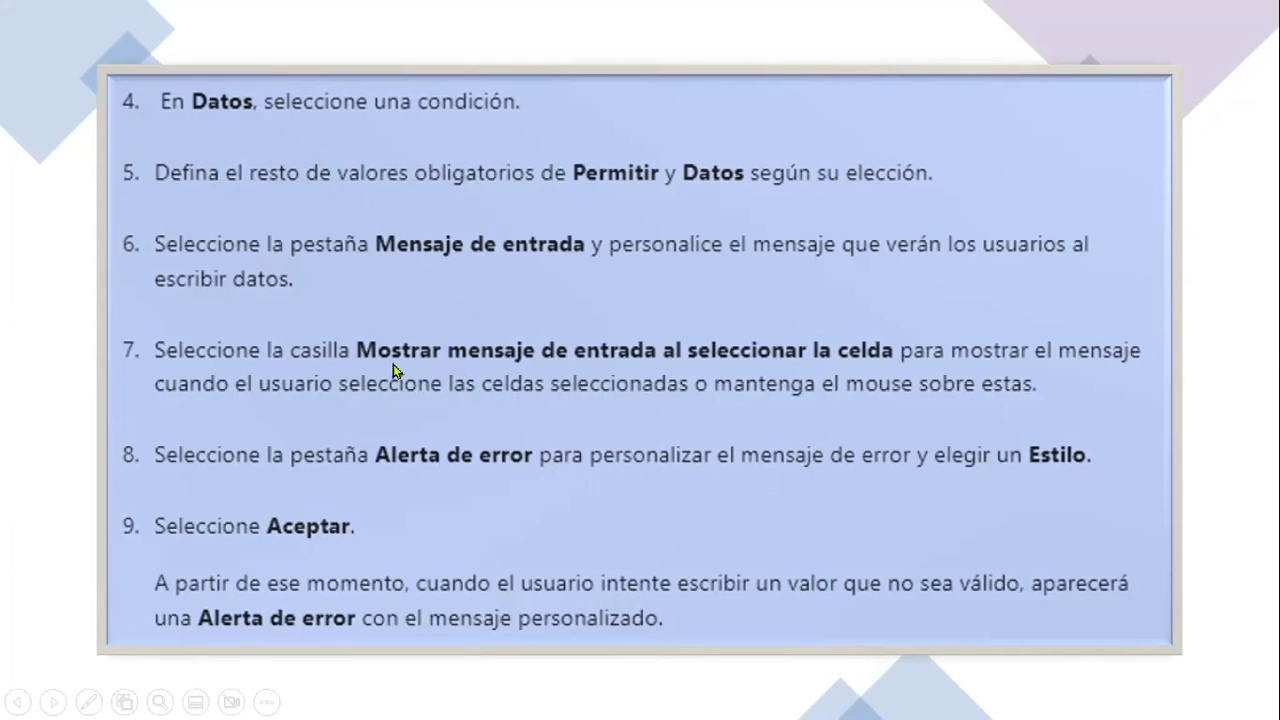 4. En Datos, seleccione una condición.
5. Defina el resto de valores obligatorios de Permitir y Datos según su elección.
6. Seleccione la pestaña Mensaje de entrada y personalice el mensaje que verán los usuarios al
escribir datos.
7. Seleccione la casilla Mostrar mensaje de entrada al seleccionar la celda para mostrar el mensaje
cuando el usuario seleccione las celdas seleccionadas o mantenga el mouse sobre estas.
8. Seleccione la pestaña Alerta de error para personalizar el mensaje de error y elegir un Estilo.
9. Seleccione Aceptar.
A partir de ese momento, cuando el usuario intente escribir un valor que no sea válido, aparecerá
una Alerta de error con el mensaje personalizado.